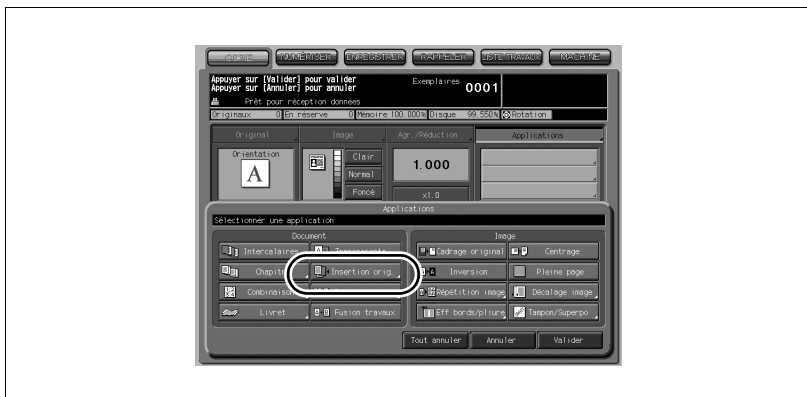 COPIE NUMÉRISER ENREGISTRER RAPPELER LISTE TRAVAUX MACHINE
Appuyer sur [Valider] pour valider
Appuyer sur [Annuler] pour annuler
Exemplaires 0001
Prêt pour réception données
Originaux 0 En réserve 0 Mémoire 100.000% Disque 99.550% Rotation
Original Image Agr./Réduction Applications
Orientation
A
Clair
Normal
Foncé
1.000
x1.0
Applications
Sélectionner une application
Document Image
Intercalaires Transparents Cadrage original Centrage
Chapitre Insertion orig. Inversion Pleine page
Combinaison Répétition image Décalage image
Livret Fusion travaux Eff bords/pliure Tampon/Superpo
Tout annuler Annuler Valider